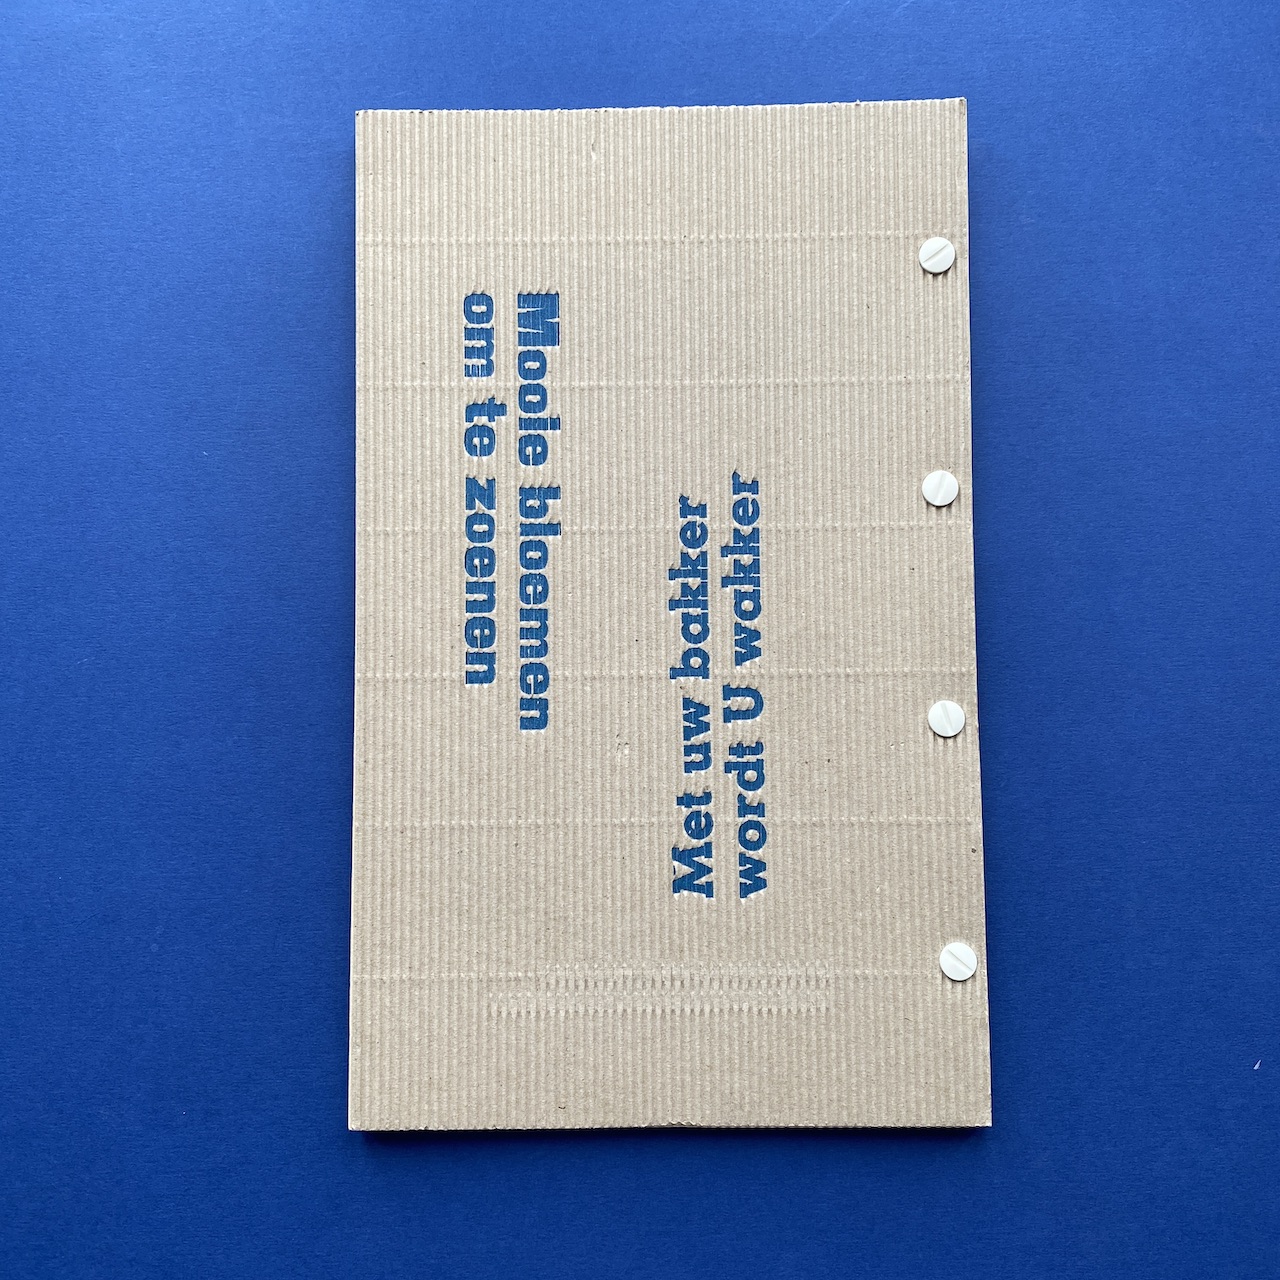 Mooie bloemen
om te zoenen
Met uw bakker
wordt U wakker